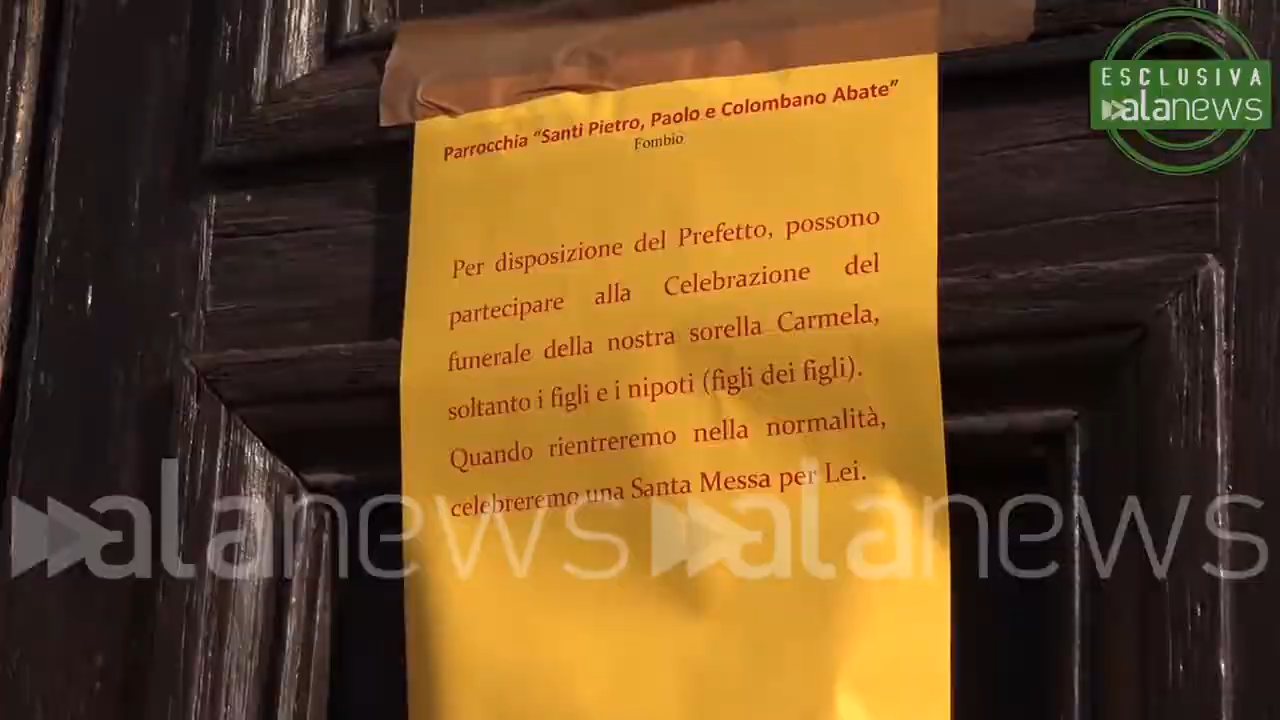 ESCLUSIVA
alanews
Parrocchia “Santi Pietro, Paolo e Colombano Abate”
Fombio
Per disposizione del Prefetto, possono
partecipare alla Celebrazione del
funerale della nostra sorella Carmela,
soltanto i figli e i nipoti (figli dei figli).
Quando rientreremo nella normalità,
celebreremo una Santa Messa per Lei.
alanews alanews